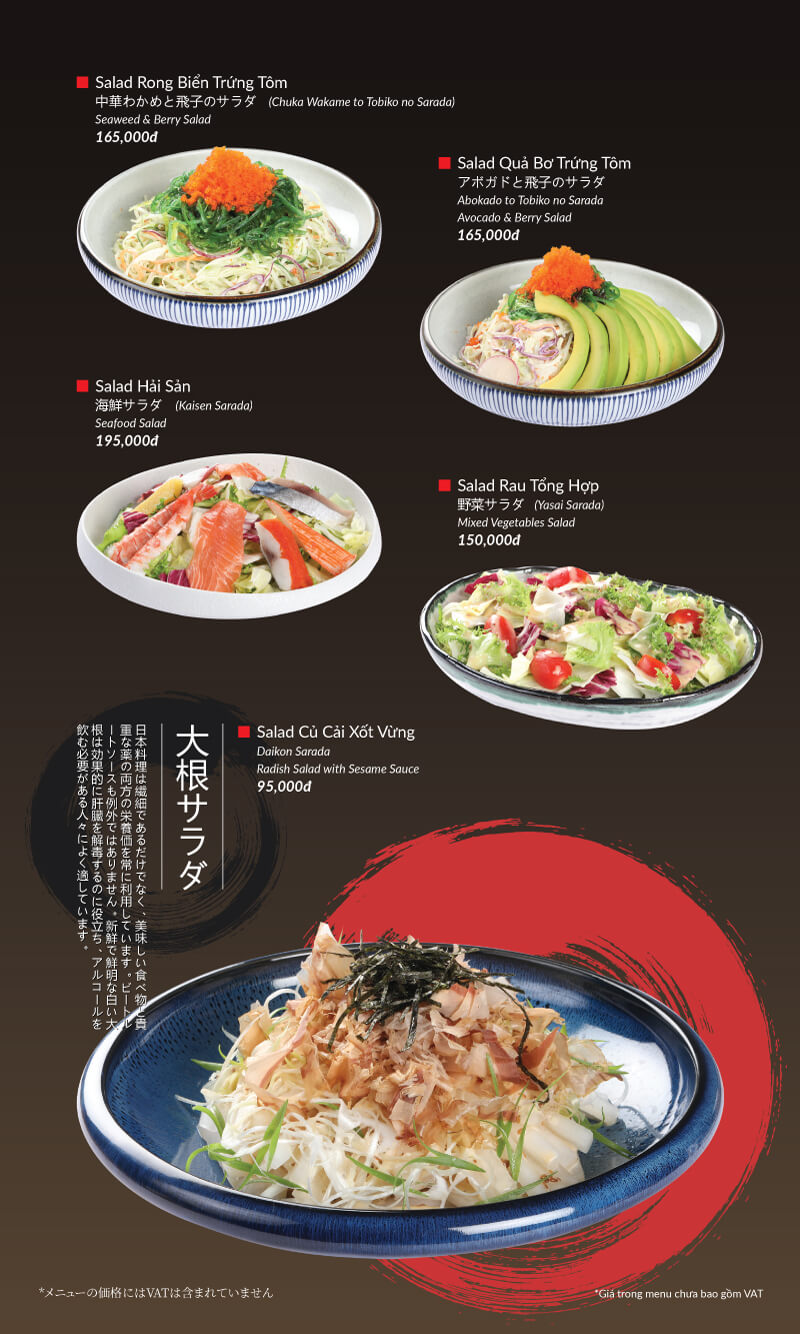 Salad Rong Biển Trứng Tôm
中華わかめと飛子のサラダ (Chuka Wakame to Tobiko no Sarada)
Seaweed & Berry Salad
165,000đ
Salad Quả Bơ Trứng Tôm
アボガドと飛子のサラダ
Abokado to Tobiko no Sarada
Avocado & Berry Salad
165,000đ
Salad Hải Sản
海鮮サラダ (Kaisen Sarada)
Seafood Salad
195,000đ
Salad Rau Tổng Hợp
野菜サラダ (Yasai Sarada)
Mixed Vegetables Salad
150,000đ
Salad Củ Cải Xốt Vừng
Daikon Sarada
Radish Salad with Sesame Sauce
95,000đ
大根サラダ
日本料理は繊細であるだけでなく、美味しい食べ物と貴
重な薬の両方の栄養価を常に利用しています。ビートル
ートソースも例外ではありません。新鮮で鮮明な白い大
根は効果的に肝臓を解毒するのに役立ち、アルコールを
飲む必要がある人々によく適しています。
*メニューの価格にはVATは含まれていません
*Giá trong menu chưa bao gồm VAT